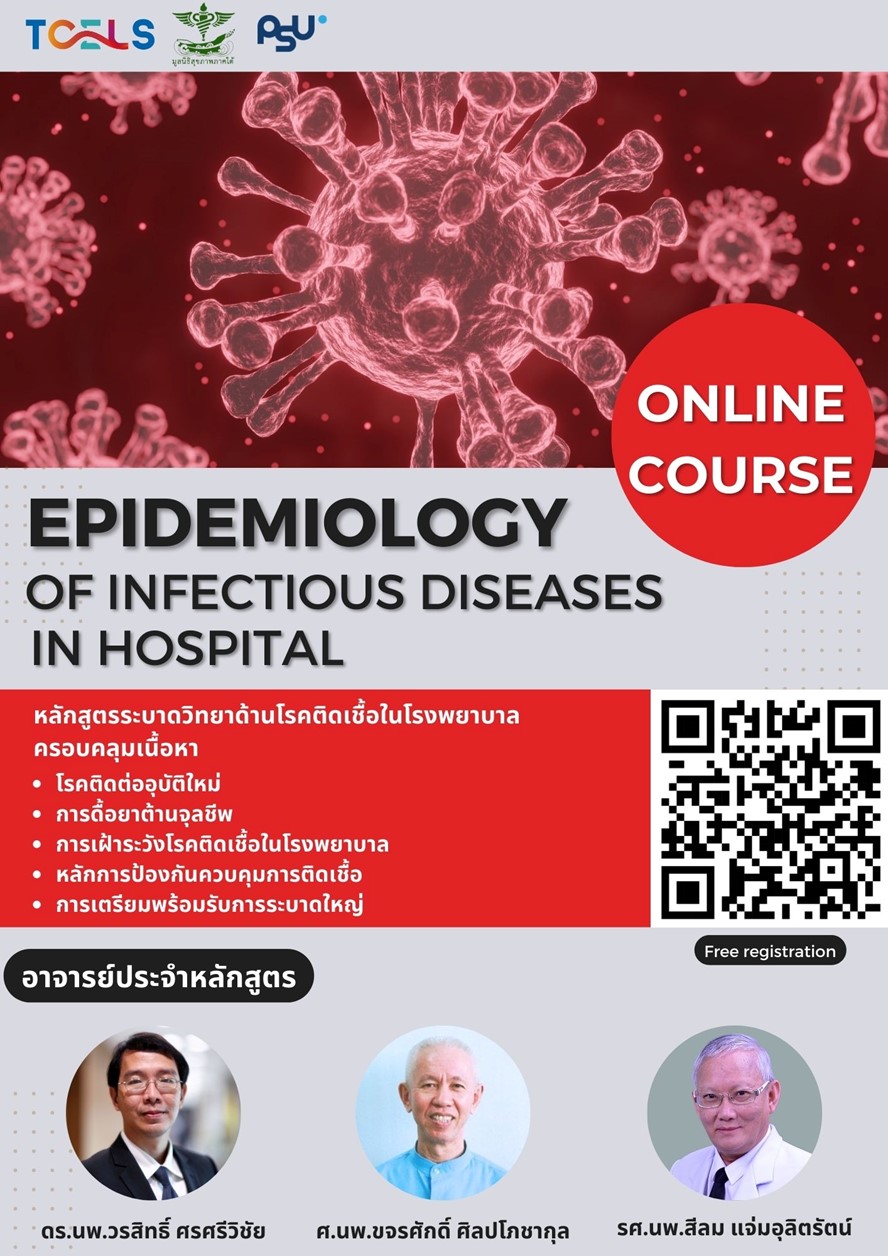 TCELS
มูลนิธิสุขภาพภาคใต้
PSU
ONLINE
COURSE
EPIDEMIOLOGY
OF INFECTIOUS DISEASES
IN HOSPITAL
หลักสูตรระบาดวิทยาด้านโรคติดเชื้อในโรงพยาบาล
ครอบคลุมเนื้อหา
• โรคติดต่ออุบัติใหม่
• การดื้อยาต้านจุลชีพ
• การเฝ้าระวังโรคติดเชื้อในโรงพยาบาล
• หลักการป้องกันควบคุมการติดเชื้อ
• การเตรียมพร้อมรับการระบาดใหญ่
Free registration
อาจารย์ประจำหลักสูตร
ดร.นพ.วรสิทธิ์ ศรศรีวิชัย
ศ.นพ.ขจรศักดิ์ ศิลปโภชากุล
รศ.นพ.สีลม แจ่มอุลิตรัตน์